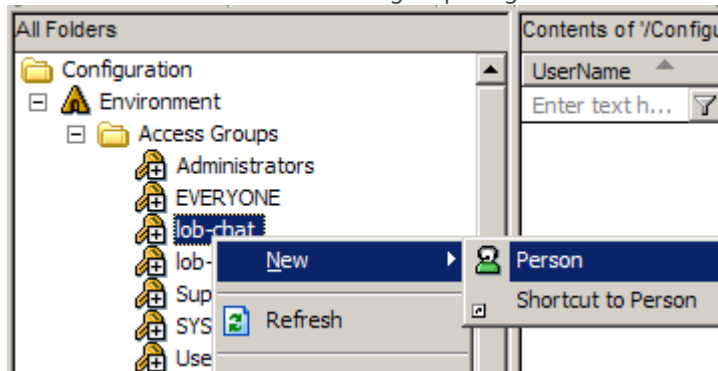 All Folders
Contents of '/Configu
Configuration
UserName
Environment
Enter text h...
Access Groups
Administrators
EVERYONE
lob-chat
lob-
New
Person
Sup
Shortcut to Person
SYS
Refresh
Use